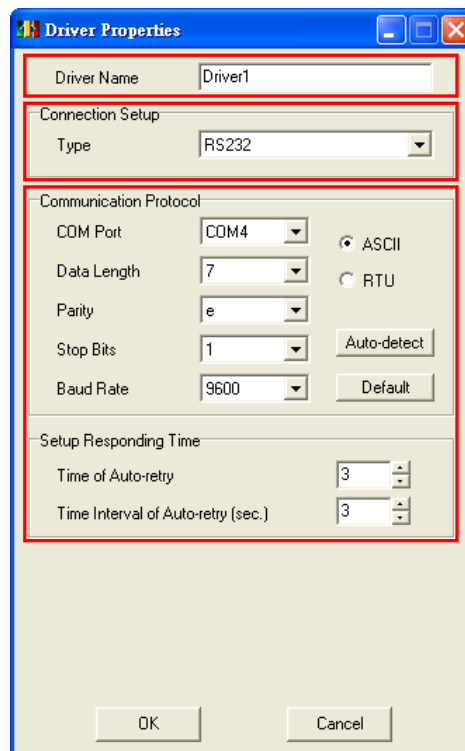 Driver Properties
Driver Name Driver1
Connection Setup
Type RS232
Communication Protocol
COM Port COM4
ASCII
Data Length 7
RTU
Parity e
Stop Bits 1 Auto-detect
Baud Rate 9600 Default
Setup Responding Time
Time of Auto-retry 3
Time Interval of Auto-retry (sec.) 3
OK Cancel